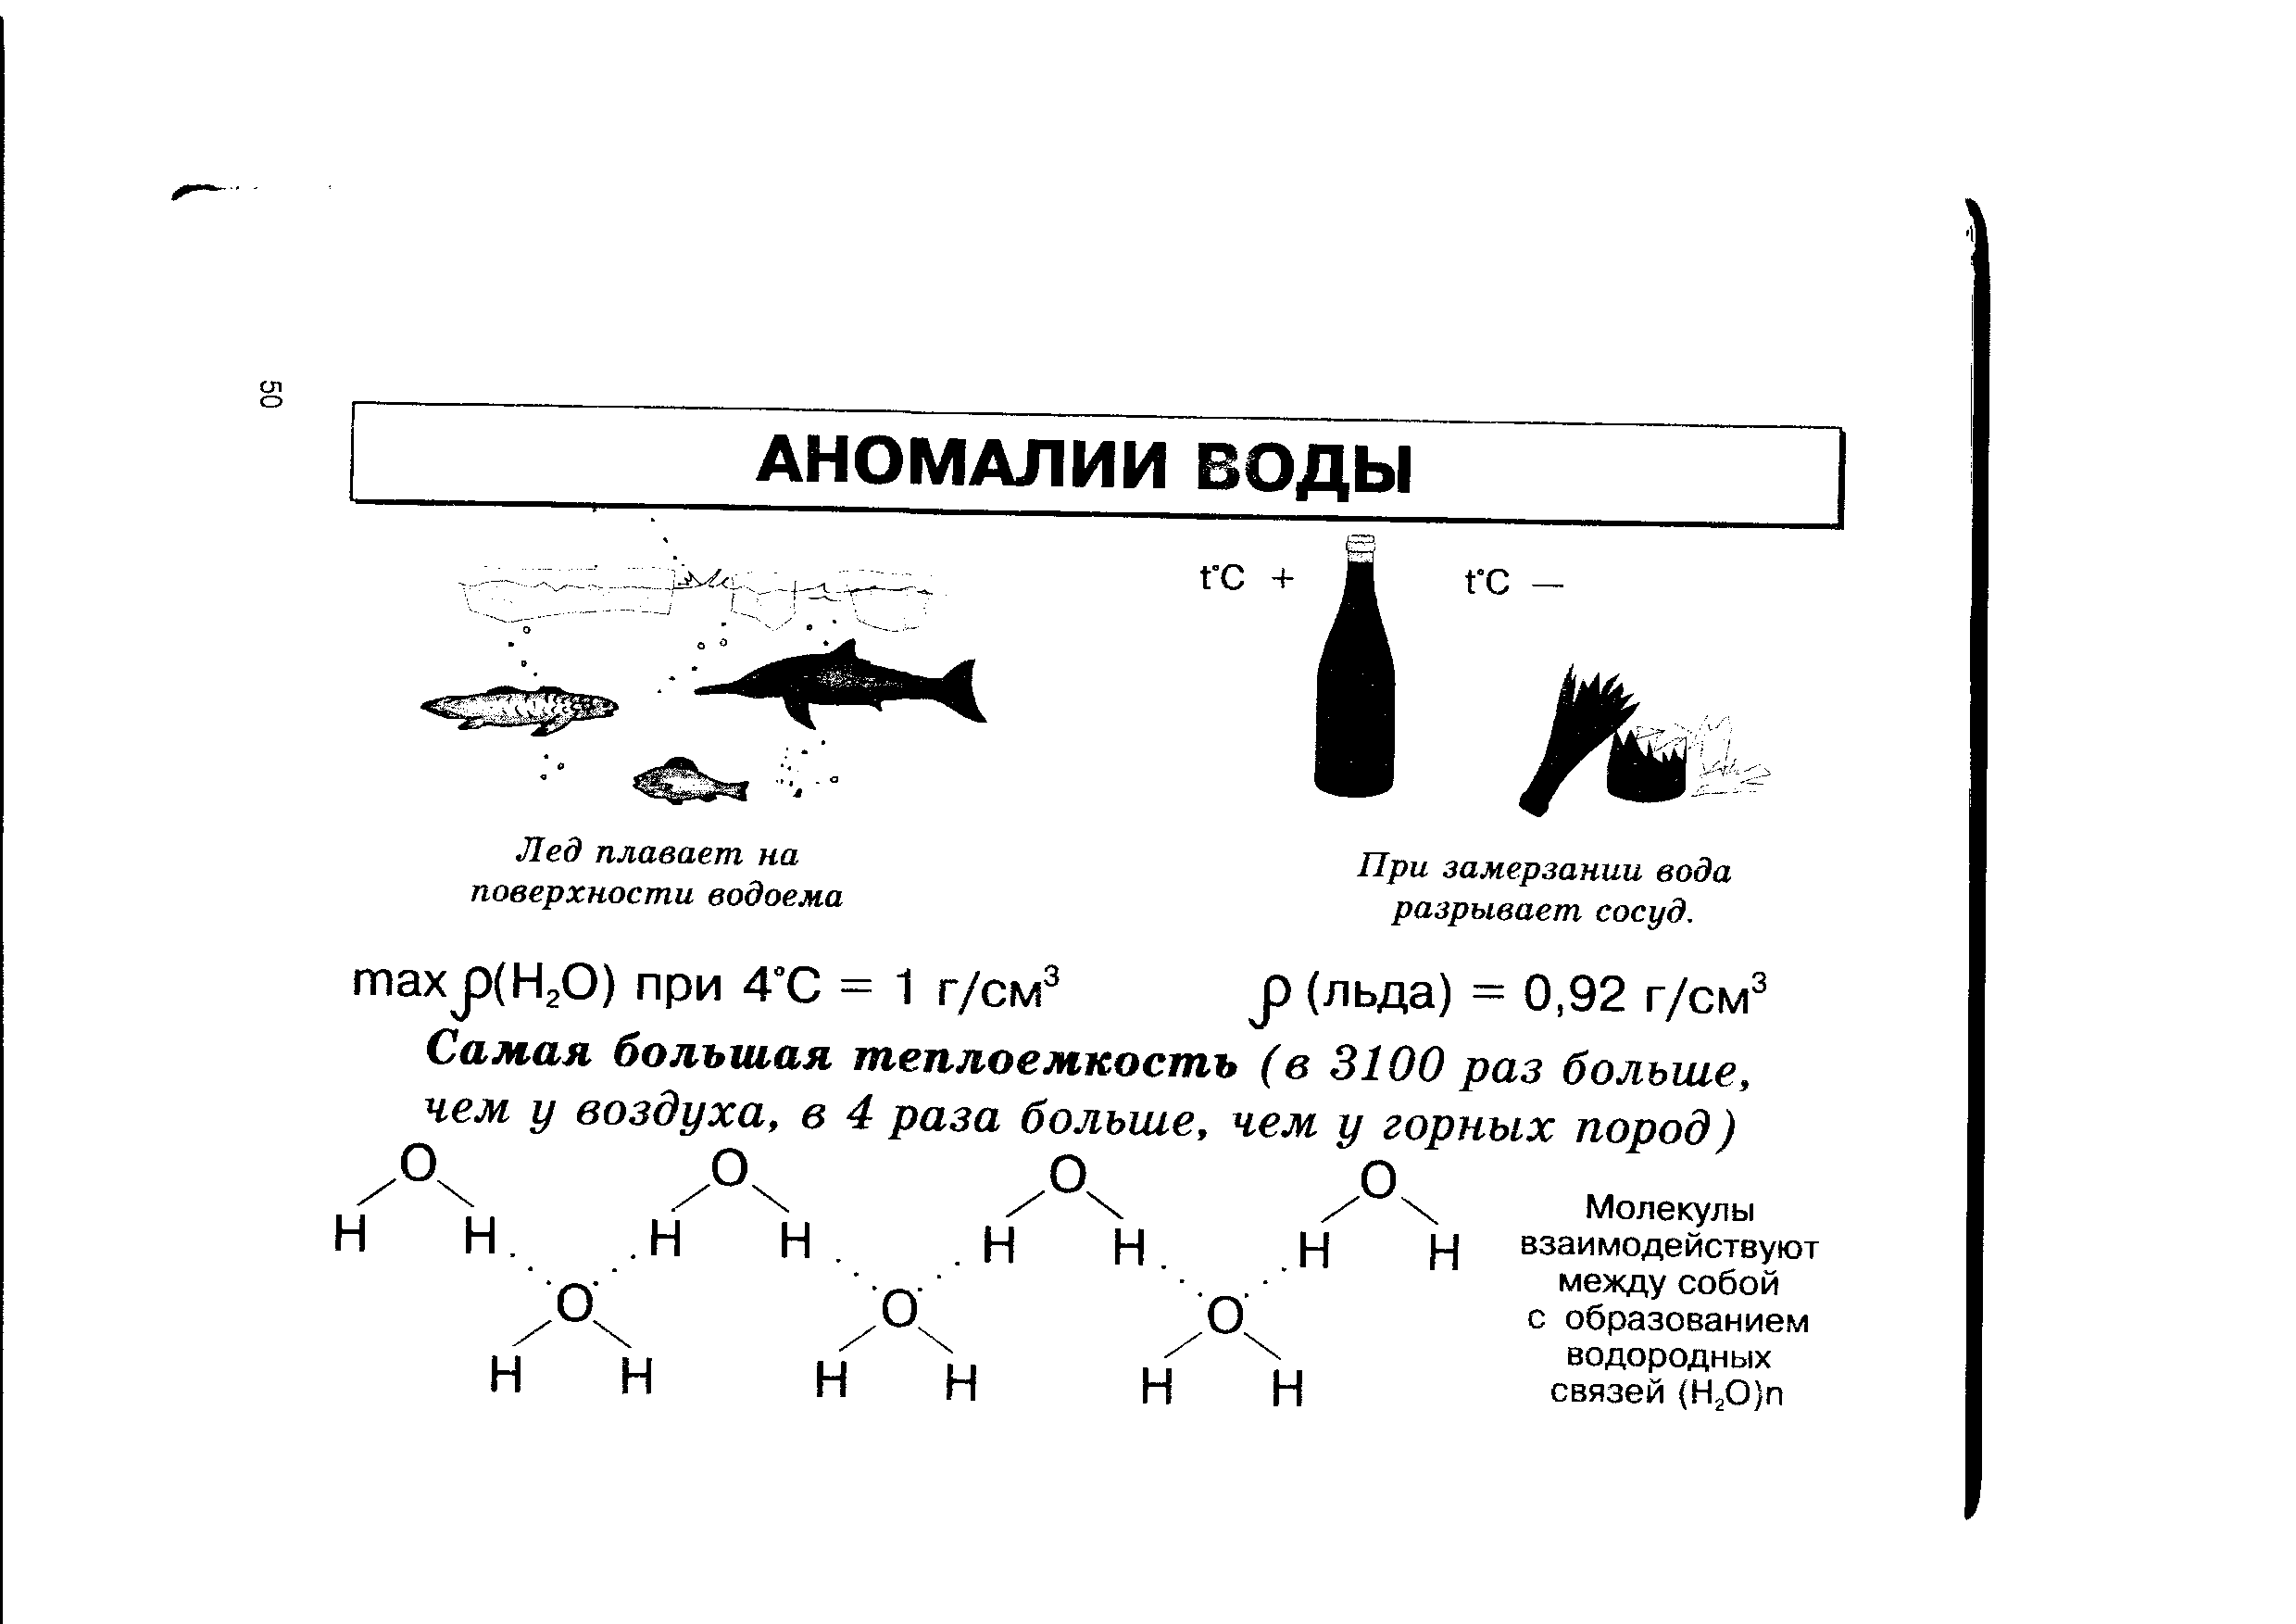 50
АНОМАЛИИ ВОДЫ
t°C +
t°C —
Лед плавает на
поверхности водоема
При замерзании вода
разрывает сосуд.
max ρ(H₂O) при 4°C = 1 г/см³
ρ (льда) = 0,92 г/см³
Самая большая теплоемкость (в 3100 раз больше,
чем у воздуха, в 4 раза больше, чем у горных пород)
O O O O
H H H H H H H H
O O O
H H H H H H
Молекулы
взаимодействуют
между собой
с образованием
водородных
связей (H₂O)n